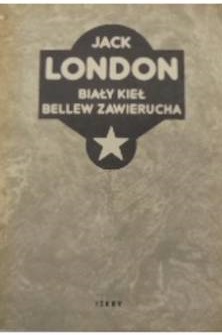 JACK
LONDON
BIAŁY KIEŁ
BELLEW ZAWIERUCHA
ISKRY